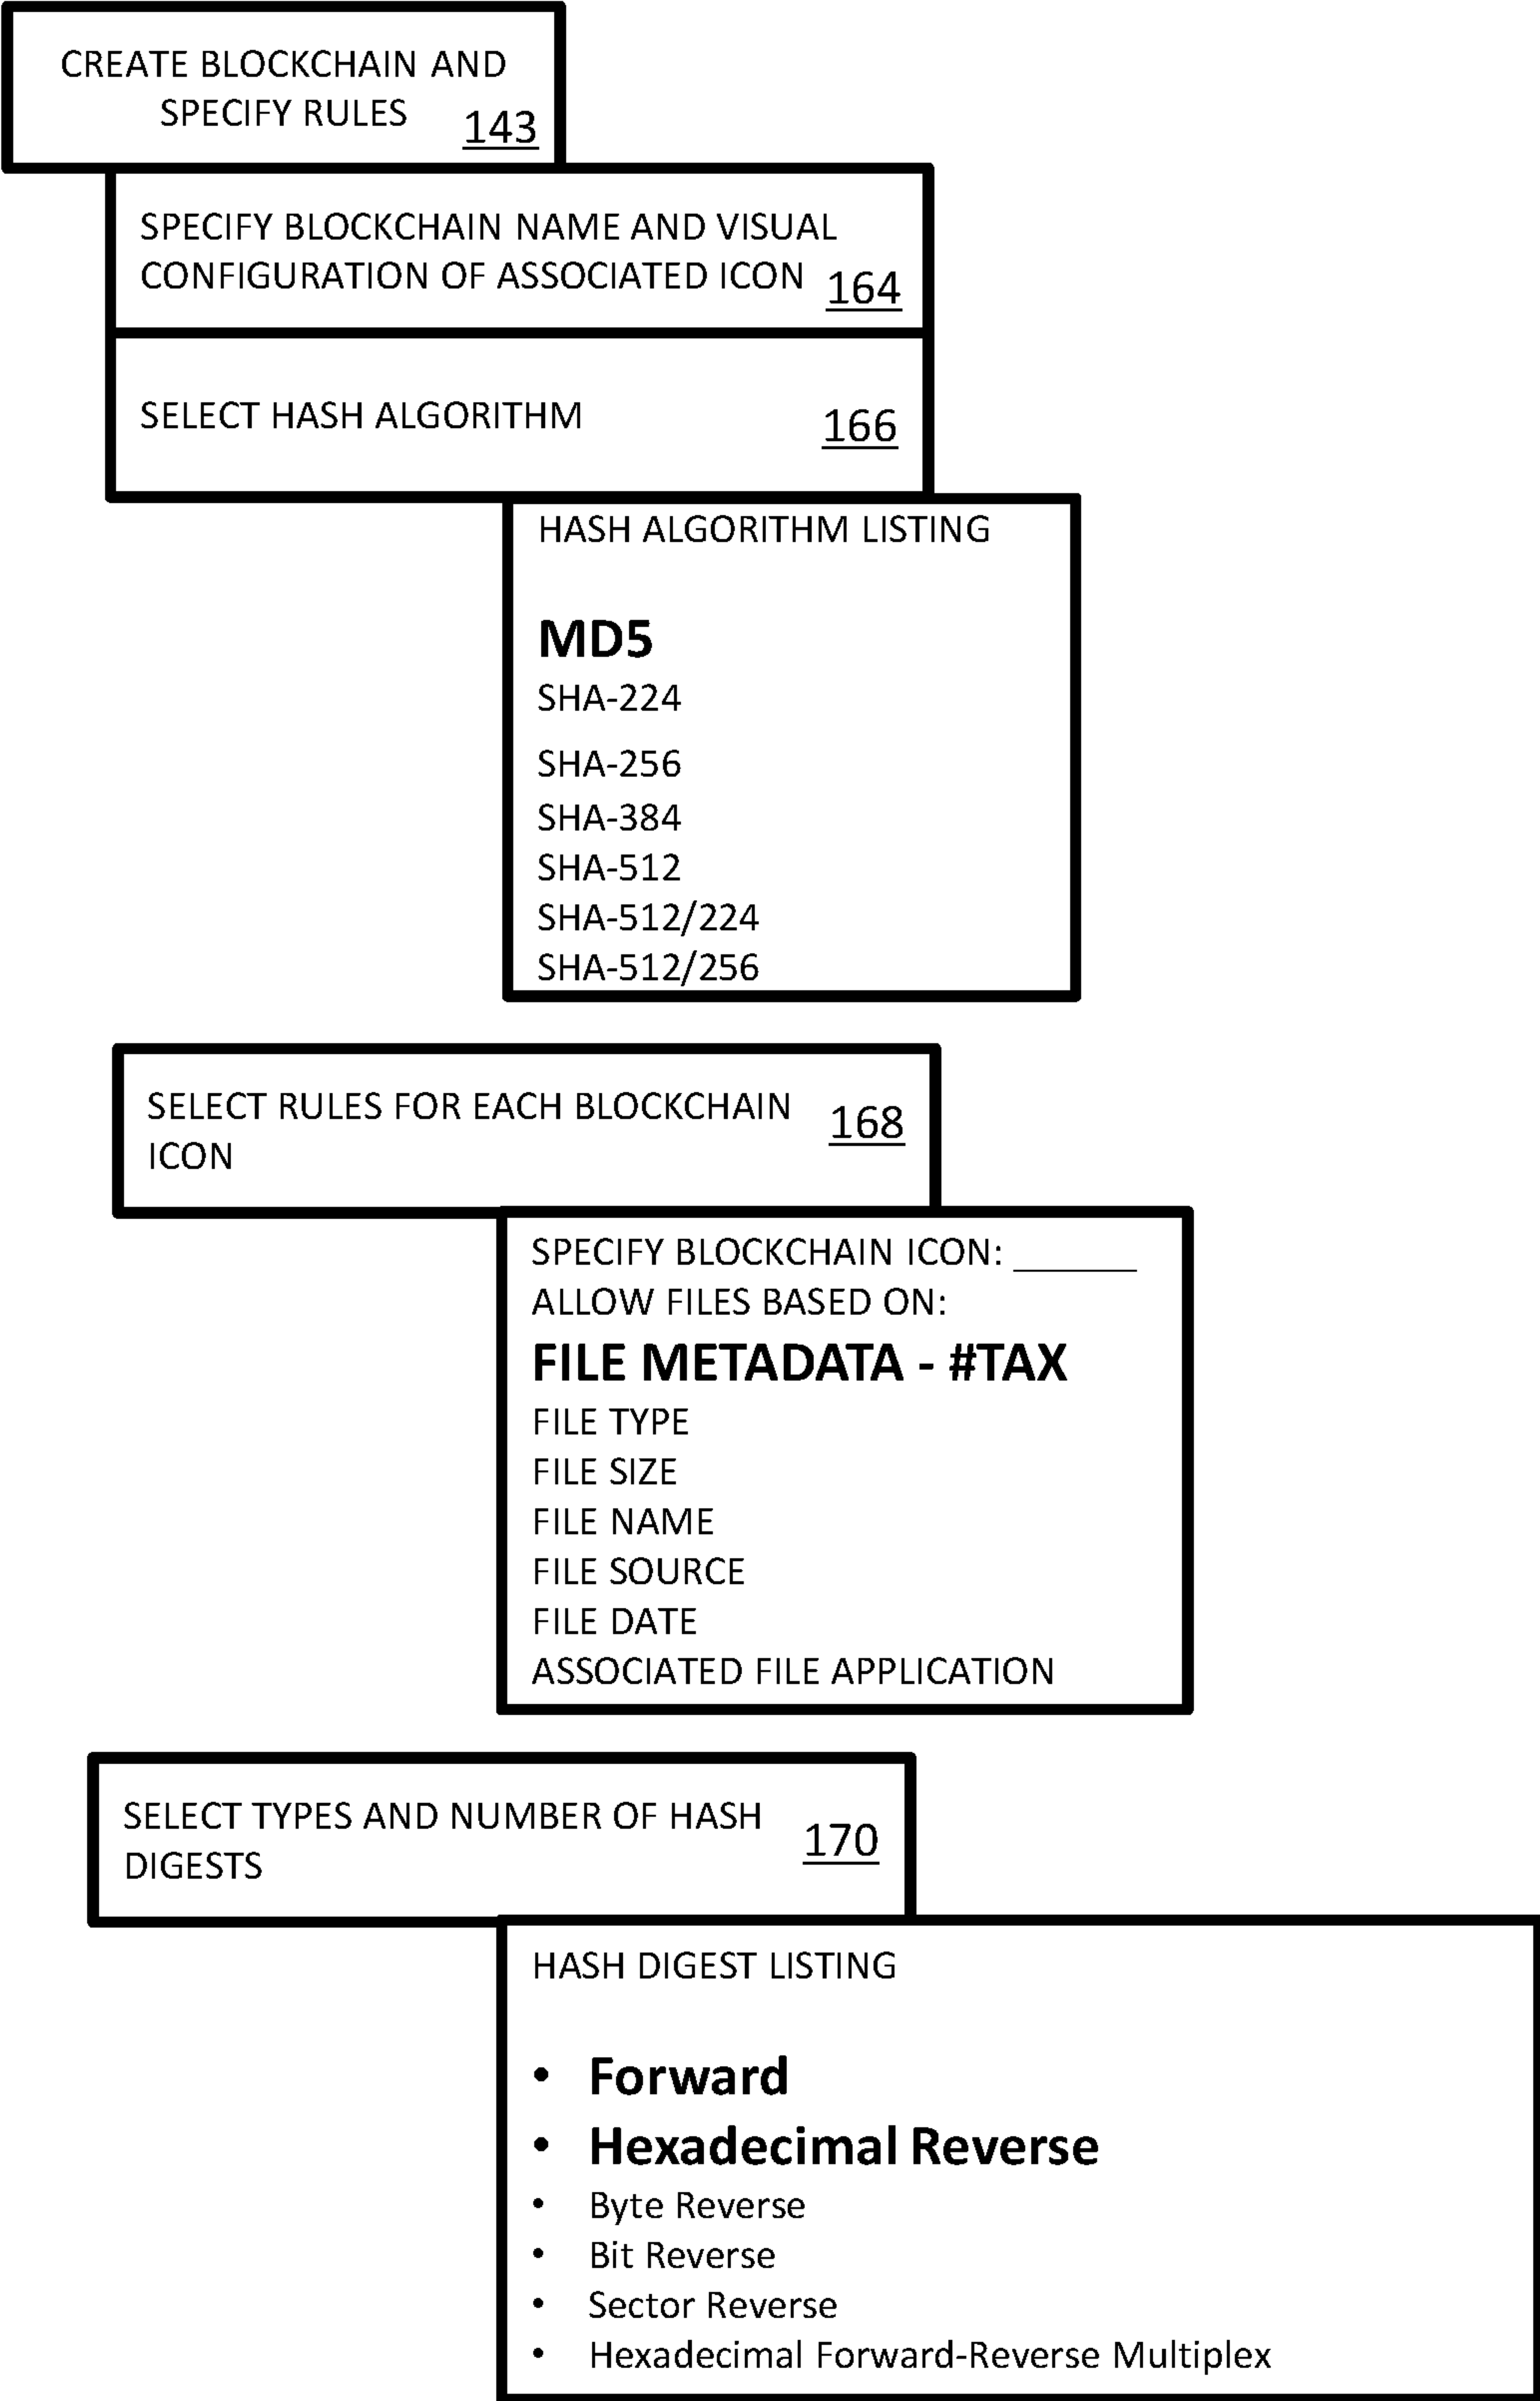 CREATE BLOCKCHAIN AND
SPECIFY RULES 143
SPECIFY BLOCKCHAIN NAME AND VISUAL
CONFIGURATION OF ASSOCIATED ICON 164
SELECT HASH ALGORITHM 166
HASH ALGORITHM LISTING
MD5
SHA-224
SHA-256
SHA-384
SHA-512
SHA-512/224
SHA-512/256
SELECT RULES FOR EACH BLOCKCHAIN 168
ICON
SPECIFY BLOCKCHAIN ICON: _______
ALLOW FILES BASED ON:
FILE METADATA - #TAX
FILE TYPE
FILE SIZE
FILE NAME
FILE SOURCE
FILE DATE
ASSOCIATED FILE APPLICATION
SELECT TYPES AND NUMBER OF HASH 170
DIGESTS
HASH DIGEST LISTING
• Forward
• Hexadecimal Reverse
• Byte Reverse
• Bit Reverse
• Sector Reverse
• Hexadecimal Forward-Reverse Multiplex